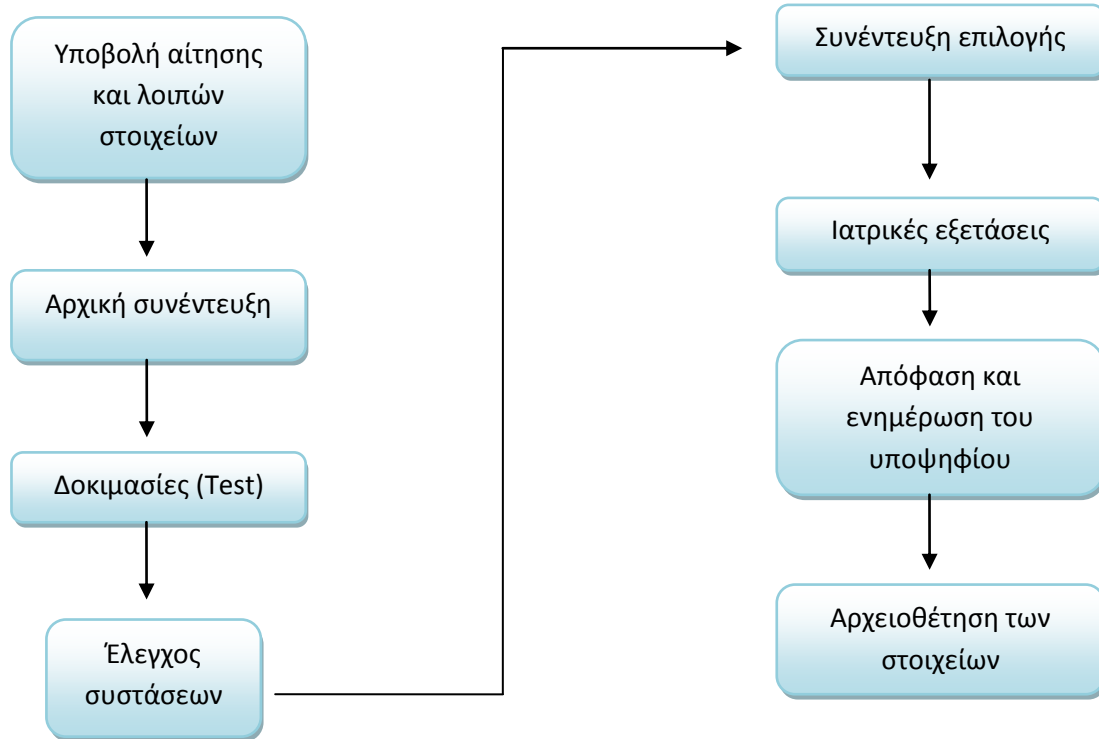 Υποβολή αίτησης
και λοιπών
στοιχείων
Αρχική συνέντευξη
Δοκιμασίες (Test)
Έλεγχος
συστάσεων
Συνέντευξη επιλογής
Ιατρικές εξετάσεις
Απόφαση και
ενημέρωση του
υποψηφίου
Αρχειοθέτηση των
στοιχείων